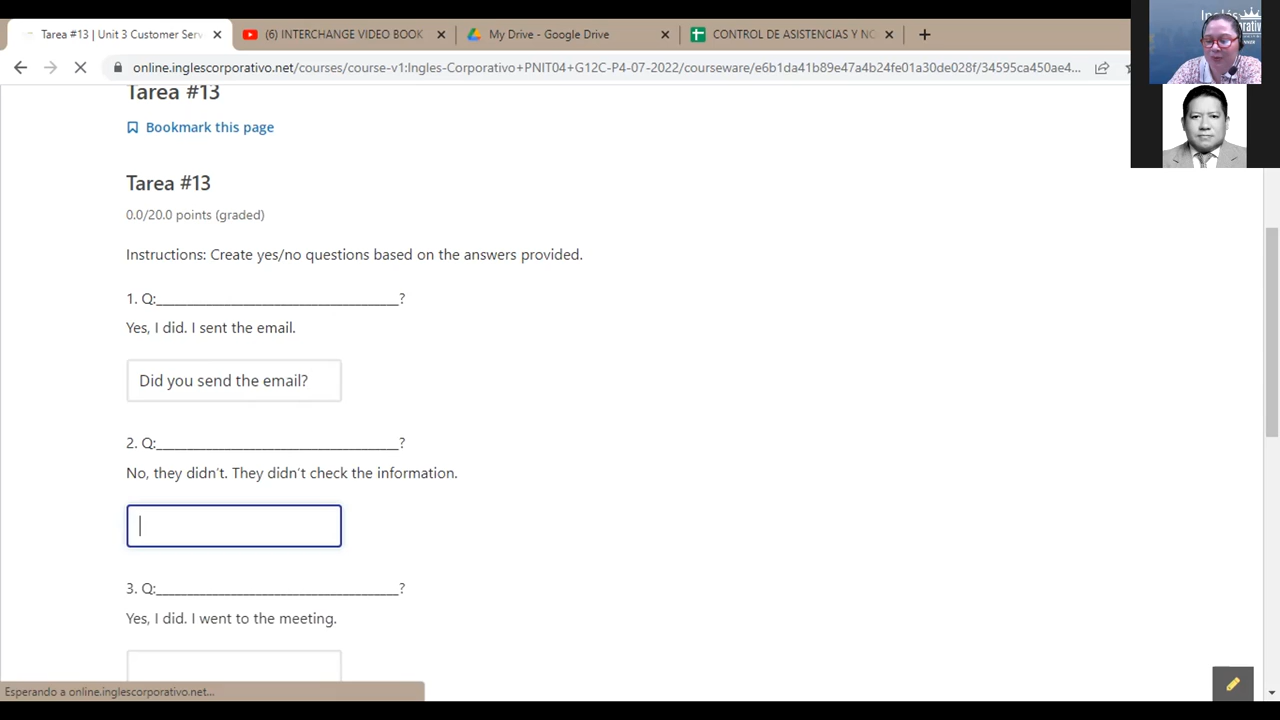 Tarea #13 | Unit 3 Customer Serv
(6) INTERCHANGE VIDEO BOOK
My Drive - Google Drive
CONTROL DE ASISTENCIAS Y NO
online.inglescorporativo.net/courses/course-v1:Ingles-Corporativo+PNIT04+G12C-P4-07-2022/courseware/e6b1da41b89e47a4b24fe01a30de028f/34595ca450ae4...
Tarea #13
Bookmark this page
Tarea #13
0.0/20.0 points (graded)
Instructions: Create yes/no questions based on the answers provided.
1. Q:___________________________________?
Yes, I did. I sent the email.
Did you send the email?
2. Q:___________________________________?
No, they didn't. They didn't check the information.
3. Q:___________________________________?
Yes, I did. I went to the meeting.
Esperando a online.inglescorporativo.net...